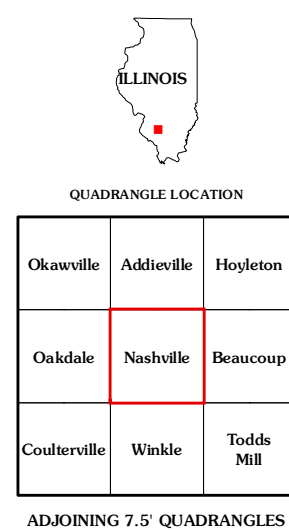 ILLINOIS
QUADRANGLE LOCATION
Okawville Addieville Hoyleton
Oakdale Nashville Beaucoup
Coulterville Winkle Todds
Mill
ADJOINING 7.5' QUADRANGLES